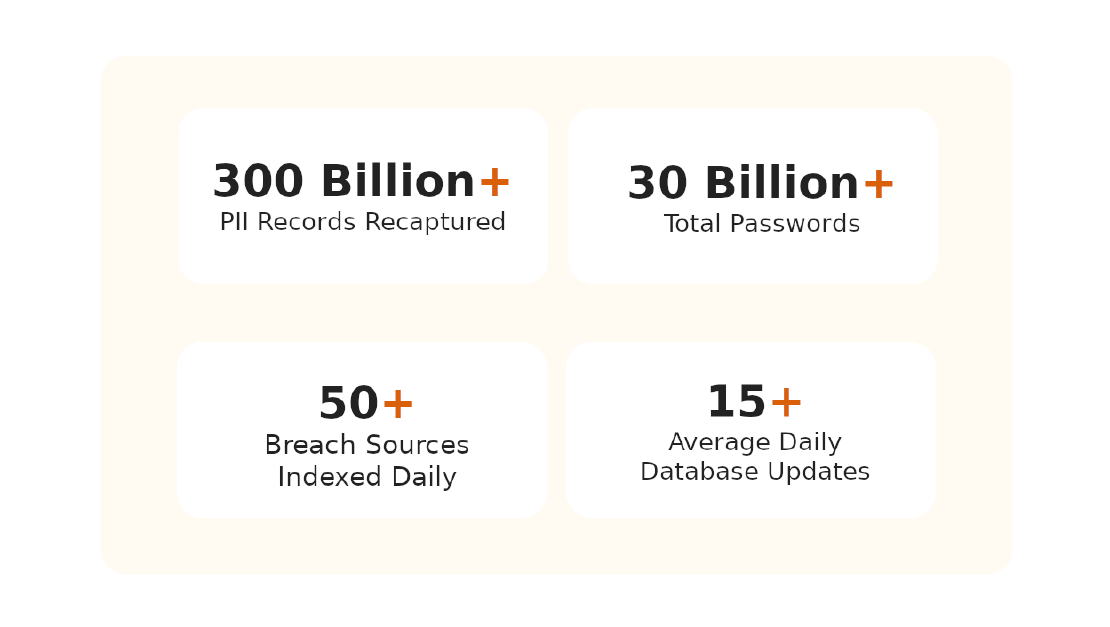 300 Billion+
PII Records Recaptured
30 Billion+
Total Passwords
50+
Breach Sources
Indexed Daily
15+
Average Daily
Database Updates